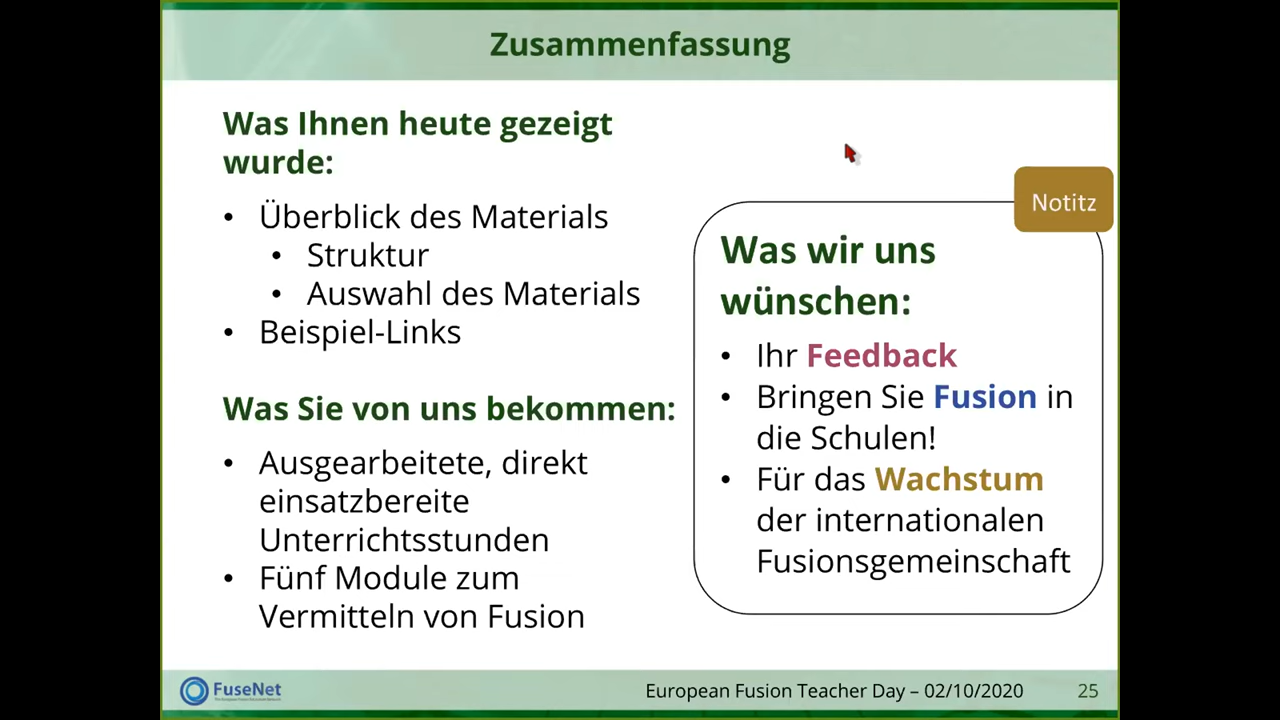 Zusammenfassung
Was Ihnen heute gezeigt
wurde:
• Überblick des Materials
• Struktur
• Auswahl des Materials
• Beispiel-Links
Was Sie von uns bekommen:
• Ausgearbeitete, direkt
einsatzbereite
Unterrichtsstunden
• Fünf Module zum
Vermitteln von Fusion
Notitz
Was wir uns
wünschen:
• Ihr Feedback
• Bringen Sie Fusion in
die Schulen!
• Für das Wachstum
der internationalen
Fusionsgemeinschaft
FuseNet
European Fusion Teacher Day – 02/10/2020
25